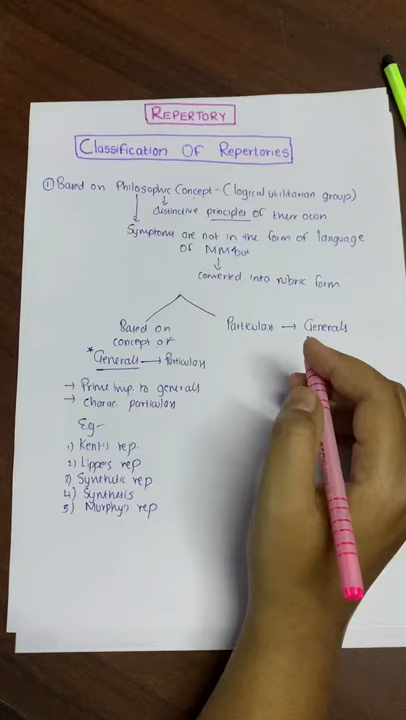 REPERTORY
Classification OF Repertories
① Based on Philosophic Concept - (logical utilitarian group)
↓ distinctive principles of their own
Symptoms are not in the form of language
of MM but
↓
converted into rubric form
Based on
concept of
*Generals → Particulars
Particulars → Generals
→ Prime imp to generals
→ Charac particulars
Eg-
1) Kent's rep
2) Lippe's rep
3) Synthetic rep
4) Synthesis
5) Murphy's rep